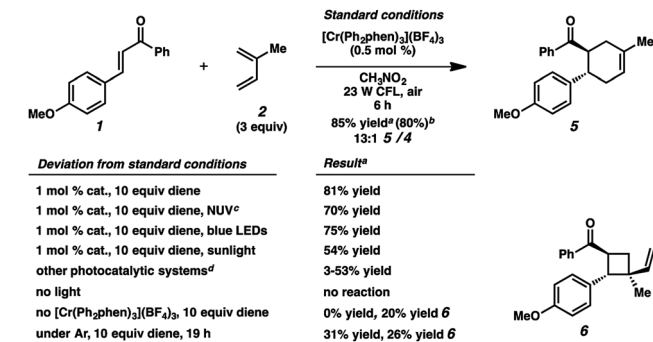 Standard conditions
[Cr(Ph2phen)3](BF4)3
(0.5 mol %)
CH3NO2
23 W CFL, air
6 h
85% yieldᵃ (80%)ᵇ
13:1 5 /4
O
Ph
MeO
1
+
Me
2
(3 equiv)
O
Ph
Me
MeO
5
Deviation from standard conditions Resultᵃ
1 mol % cat., 10 equiv diene 81% yield
1 mol % cat., 10 equiv diene, NUVᶜ 70% yield
1 mol % cat., 10 equiv diene, blue LEDs 75% yield
1 mol % cat., 10 equiv diene, sunlight 54% yield
other photocatalytic systemsᵈ 3-53% yield
no light no reaction
no [Cr(Ph2phen)3](BF4)3, 10 equiv diene 0% yield, 20% yield 6
under Ar, 10 equiv diene, 19 h 31% yield, 26% yield 6
O
Ph
Me
MeO
6